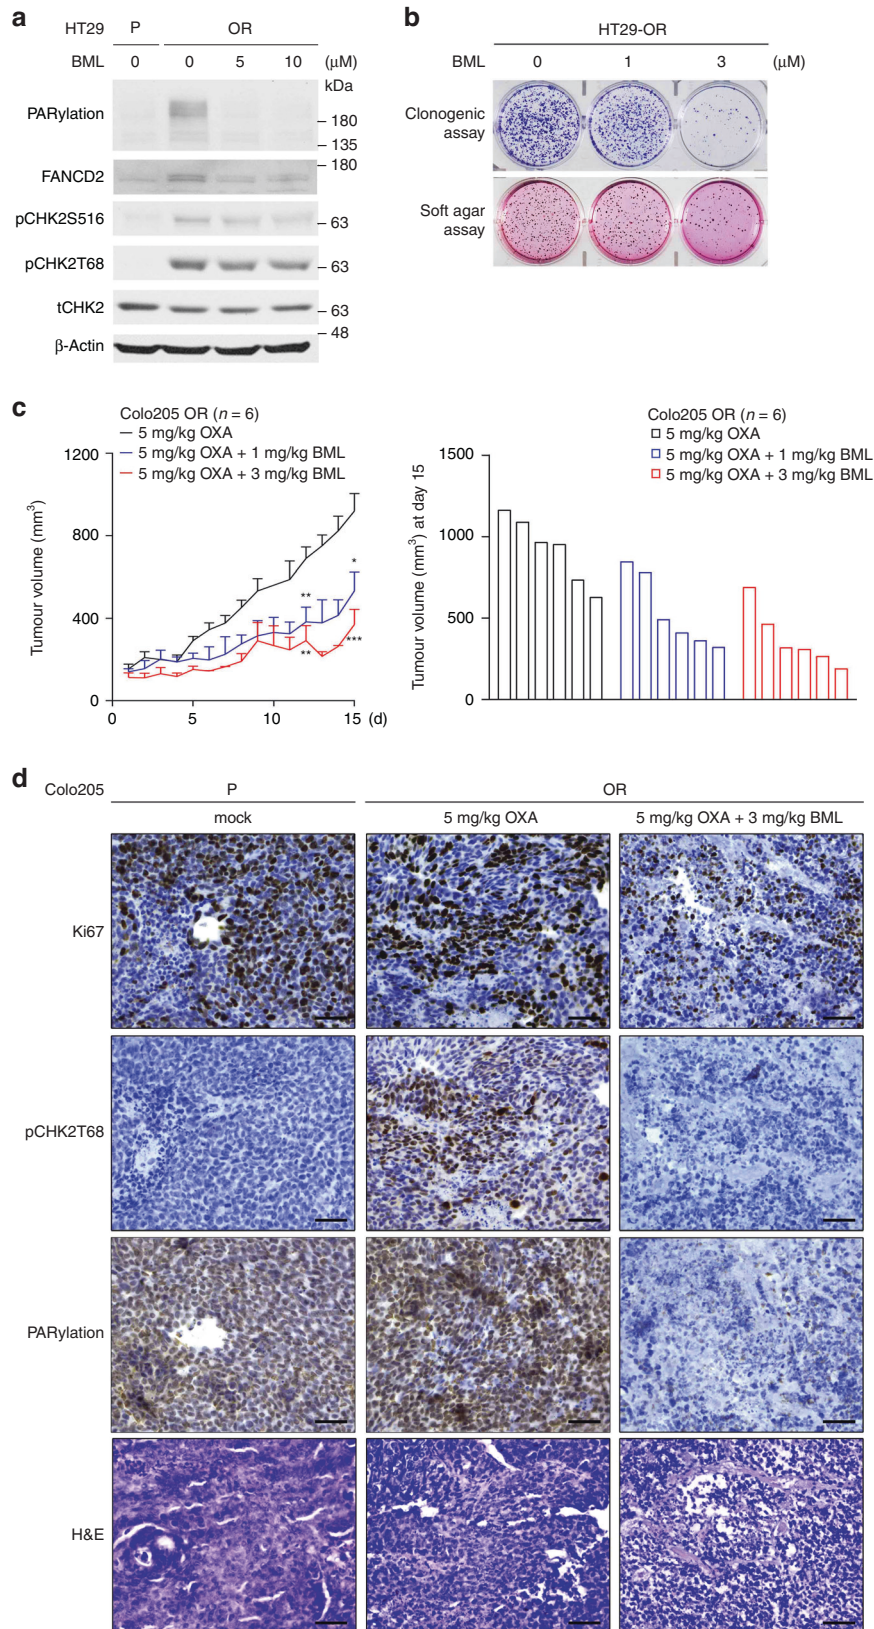 a
HT29 P OR
BML 0 0 5 10 (μM)
kDa
PARylation
– 180
– 135
– 180
FANCD2
pCHK2S516
– 63
pCHK2T68
– 63
tCHK2
– 63
– 48
β-Actin
b
HT29-OR
BML 0 1 3 (μM)
Clonogenic
assay
Soft agar
assay
c
Colo205 OR (n = 6)
5 mg/kg OXA
5 mg/kg OXA + 1 mg/kg BML
5 mg/kg OXA + 3 mg/kg BML
Tumour volume (mm³)
1200
800
400
0
0 5 10 15 (d)
**
*
**
***
Colo205 OR (n = 6)
5 mg/kg OXA
5 mg/kg OXA + 1 mg/kg BML
5 mg/kg OXA + 3 mg/kg BML
Tumour volume (mm³) at day 15
1500
1000
500
0
d
Colo205 P OR
mock 5 mg/kg OXA 5 mg/kg OXA + 3 mg/kg BML
Ki67
pCHK2T68
PARylation
H&E